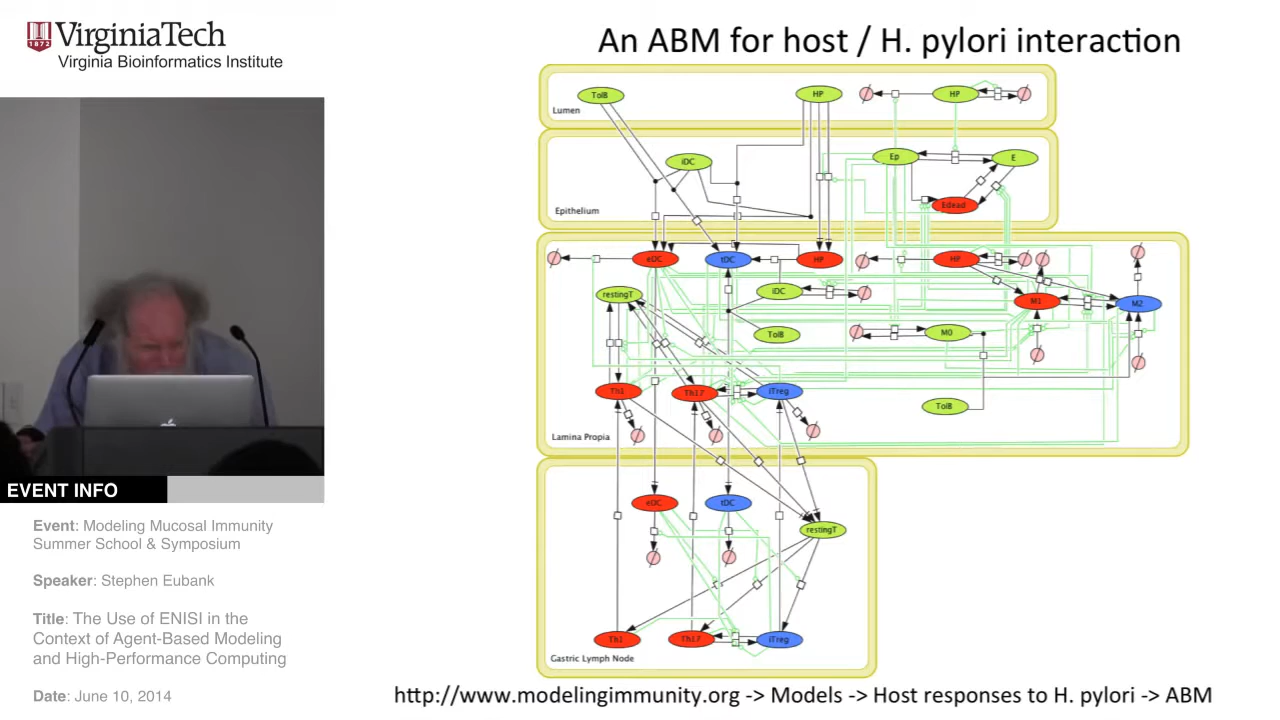 VirginiaTech
1872
Virginia Bioinformatics Institute
An ABM for host / H. pylori interaction
TolB
HP
HP
Lumen
iDC
Ep
E
Edead
Epithelium
eDC
tDC
HP
HP
restingT
iDC
M1
M2
TolB
M0
Th1
Th17
iTreg
TolB
Lamina Propia
eDC
tDC
restingT
Th1
Th17
iTreg
Gastric Lymph Node
EVENT INFO
Event: Modeling Mucosal Immunity
Summer School & Symposium
Speaker: Stephen Eubank
Title: The Use of ENISI in the
Context of Agent-Based Modeling
and High-Performance Computing
Date: June 10, 2014
http://www.modelingimmunity.org -> Models -> Host responses to H. pylori -> ABM